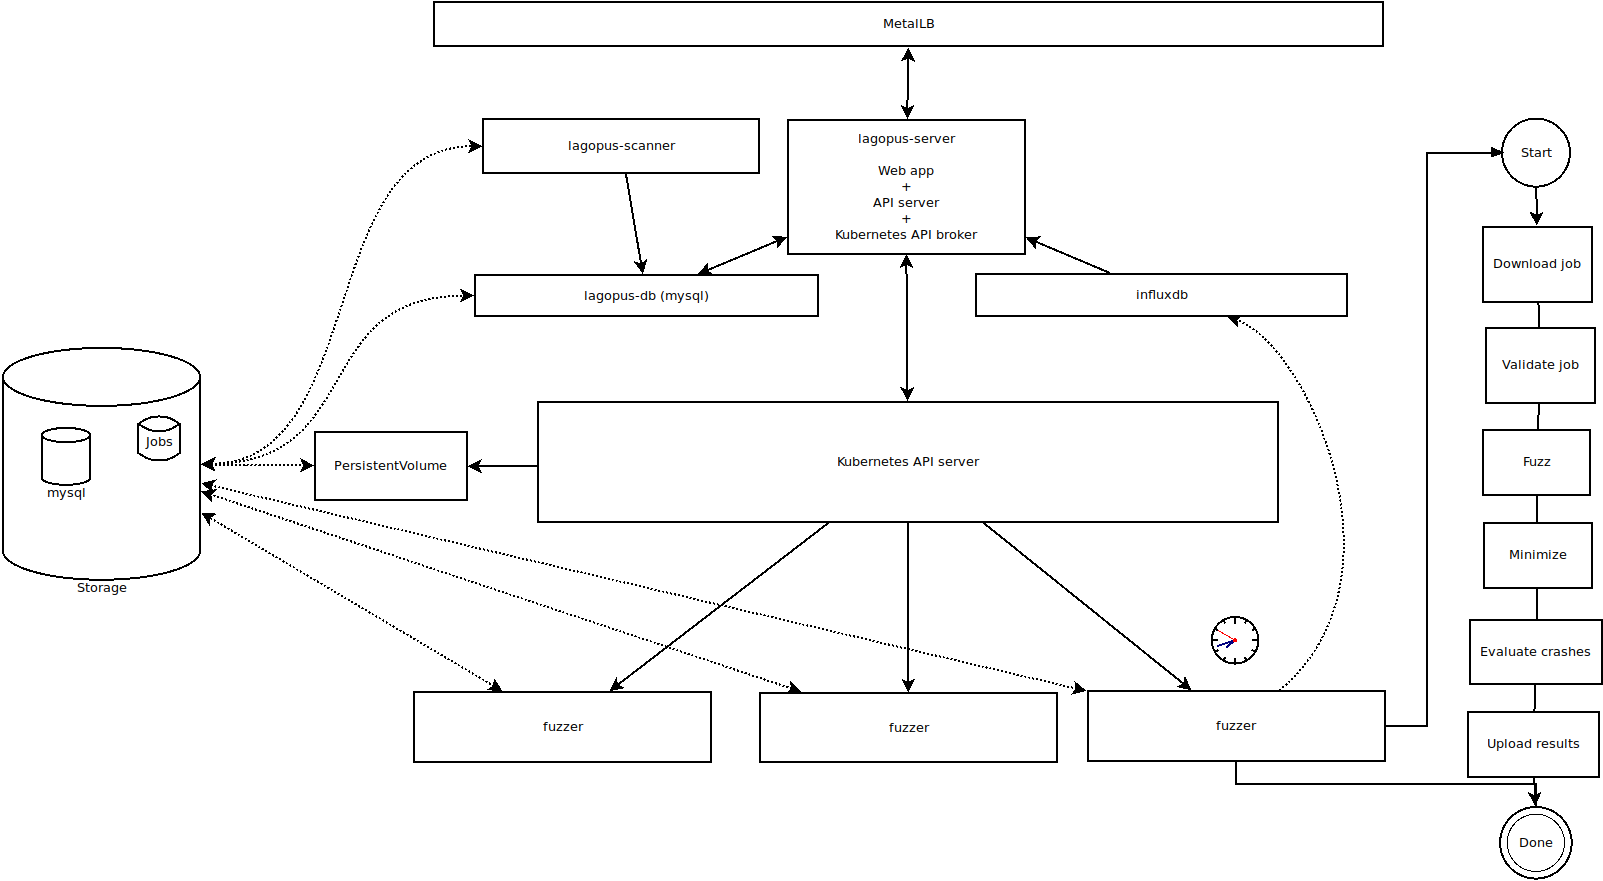 MetalLB
lagopus-scanner
lagopus-server
Web app
+
API server
+
Kubernetes API broker
Start
Download job
lagopus-db (mysql)
influxdb
Validate job
Jobs
mysql
Storage
PersistentVolume
Kubernetes API server
Fuzz
Minimize
Evaluate crashes
fuzzer
fuzzer
fuzzer
Upload results
Done